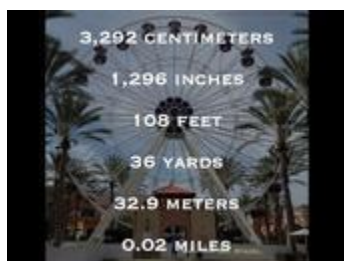 3,292 CENTIMETERS
1,296 INCHES
108 FEET
36 YARDS
32.9 METERS
0.02 MILES